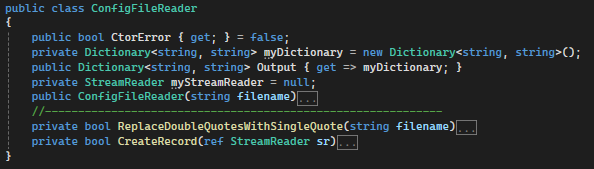 public class ConfigFileReader
{
public bool CtorError { get; } = false;
private Dictionary<string, string> myDictionary = new Dictionary<string, string>();
public Dictionary<string, string> Output { get => myDictionary; }
private StreamReader myStreamReader = null;
public ConfigFileReader(string filename)...
//-----------------------------------------------------------
private bool ReplaceDoubleQuotesWithSingleQuote(string filename)...
private bool CreateRecord(ref StreamReader sr)...
}